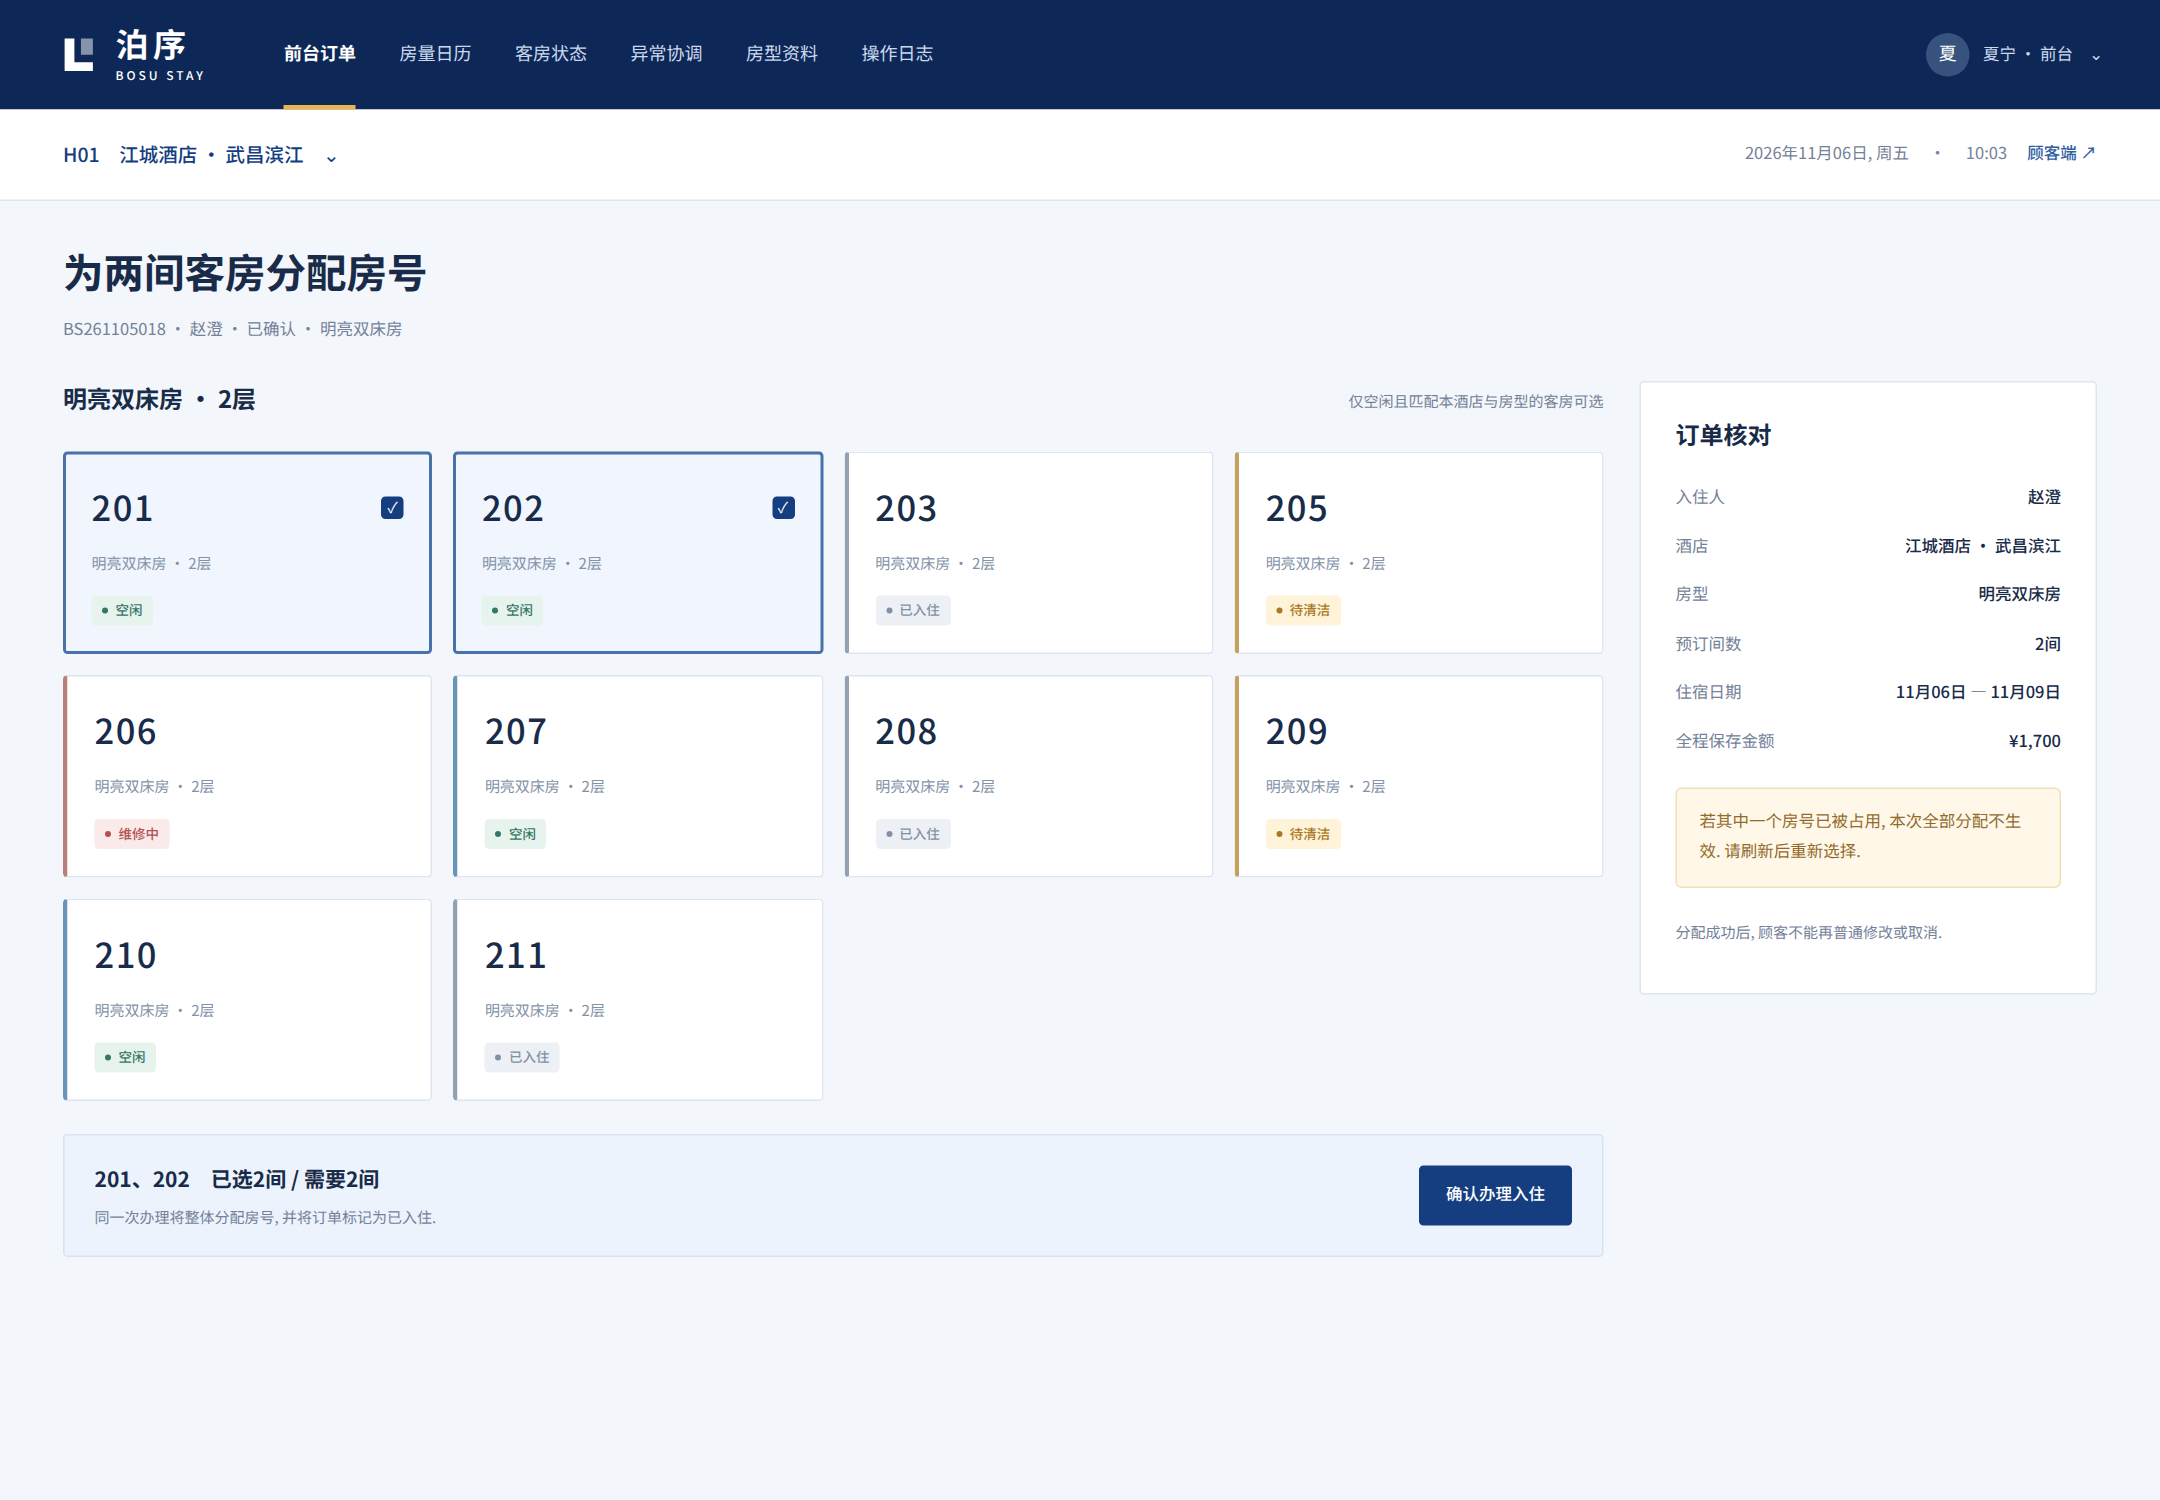 泊序
BOSU STAY
前台订单 房量日历 客房状态 异常协调 房型资料 操作日志
夏 夏宁 · 前台
H01 江城酒店 · 武昌滨江
2026年11月06日, 周五 · 10:03 顾客端 ↗
为两间客房分配房号
BS261105018 · 赵澄 · 已确认 · 明亮双床房
明亮双床房 · 2层
仅空闲且匹配本酒店与房型的客房可选
201
明亮双床房 · 2层
空闲
202
明亮双床房 · 2层
空闲
203
明亮双床房 · 2层
已入住
205
明亮双床房 · 2层
待清洁
206
明亮双床房 · 2层
维修中
207
明亮双床房 · 2层
空闲
208
明亮双床房 · 2层
已入住
209
明亮双床房 · 2层
待清洁
210
明亮双床房 · 2层
空闲
211
明亮双床房 · 2层
已入住
201、202 已选2间 / 需要2间
同一次办理将整体分配房号, 并将订单标记为已入住.
确认办理入住
订单核对
入住人 赵澄
酒店 江城酒店 · 武昌滨江
房型 明亮双床房
预订间数 2间
住宿日期 11月06日 — 11月09日
全程保存金额 ¥1,700
若其中一个房号已被占用, 本次全部分配不生
效. 请刷新后重新选择.
分配成功后, 顾客不能再普通修改或取消.